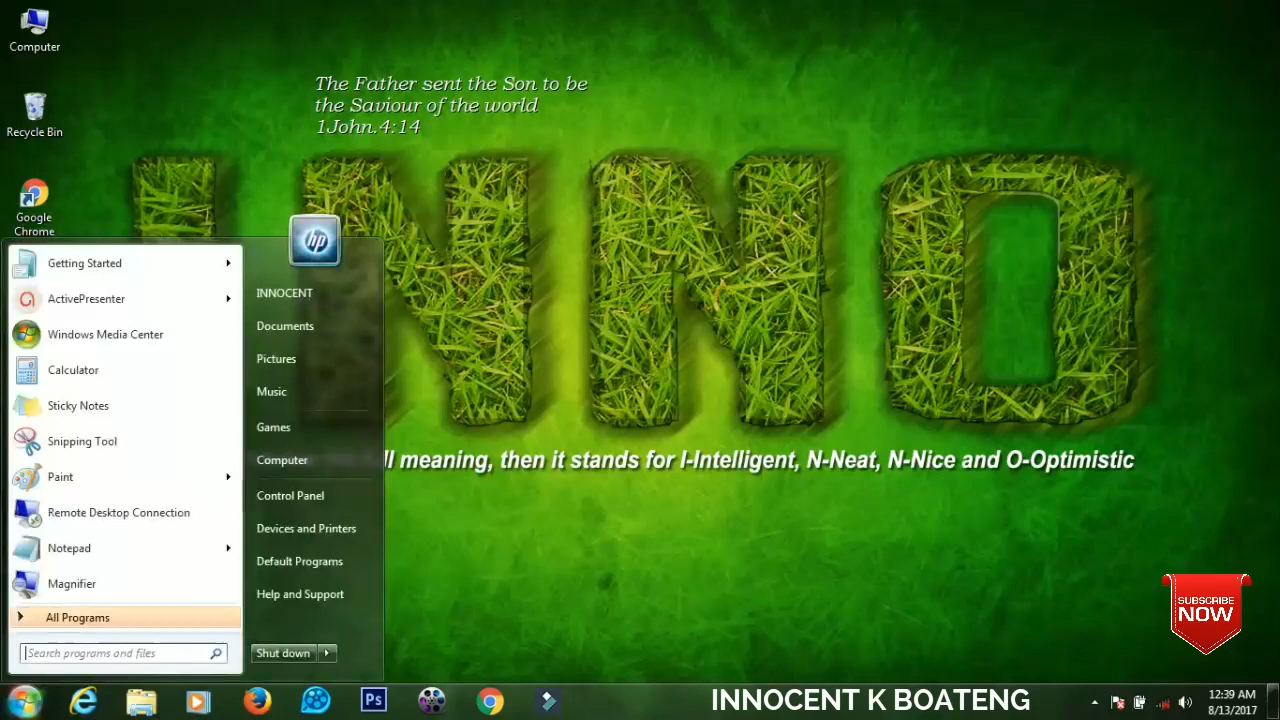 Computer
Recycle Bin
Google
Chrome
The Father sent the Son to be
the Saviour of the world
1John.4:14
INNO
ll meaning, then it stands for I-Intelligent, N-Neat, N-Nice and O-Optimistic
hp
Getting Started
ActivePresenter
Windows Media Center
Calculator
Sticky Notes
Snipping Tool
Paint
Remote Desktop Connection
Notepad
Magnifier
All Programs
Search programs and files
INNOCENT
Documents
Pictures
Music
Games
Computer
Control Panel
Devices and Printers
Default Programs
Help and Support
Shut down
SUBSCRIBE
NOW
Ps
INNOCENT K BOATENG
12:39 AM
8/13/2017